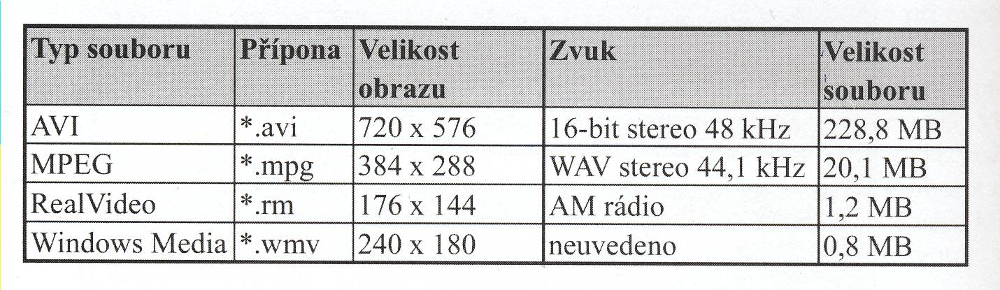 Typ souboru Přípona Velikost obrazu Zvuk Velikost souboru
AVI *.avi 720 x 576 16-bit stereo 48 kHz 228,8 MB
MPEG *.mpg 384 x 288 WAV stereo 44,1 kHz 20,1 MB
RealVideo *.rm 176 x 144 AM rádio 1,2 MB
Windows Media *.wmv 240 x 180 neuvedeno 0,8 MB